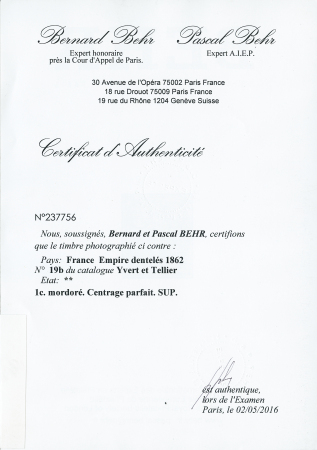 Bernard Behr Pascal Behr
Expert honoraire Expert A.I.E.P.
près la Cour d'Appel de Paris.
30 Avenue de l'Opéra 75002 Paris France
18 rue Drouot 75009 Paris France
19 rue du Rhône 1204 Genéve Suisse
Certificat d'Authenticité
N°237756
Nous, soussignés, Bernard et Pascal BEHR, certifions
que le timbre photographié ci contre :
Pays: France Empire dentelés 1862
N° 19b du catalogue Yvert et Tellier
Etat: **
1c. mordoré. Centrage parfait. SUP.
est authentique,
lors de l'Examen
Paris, le 02/05/2016